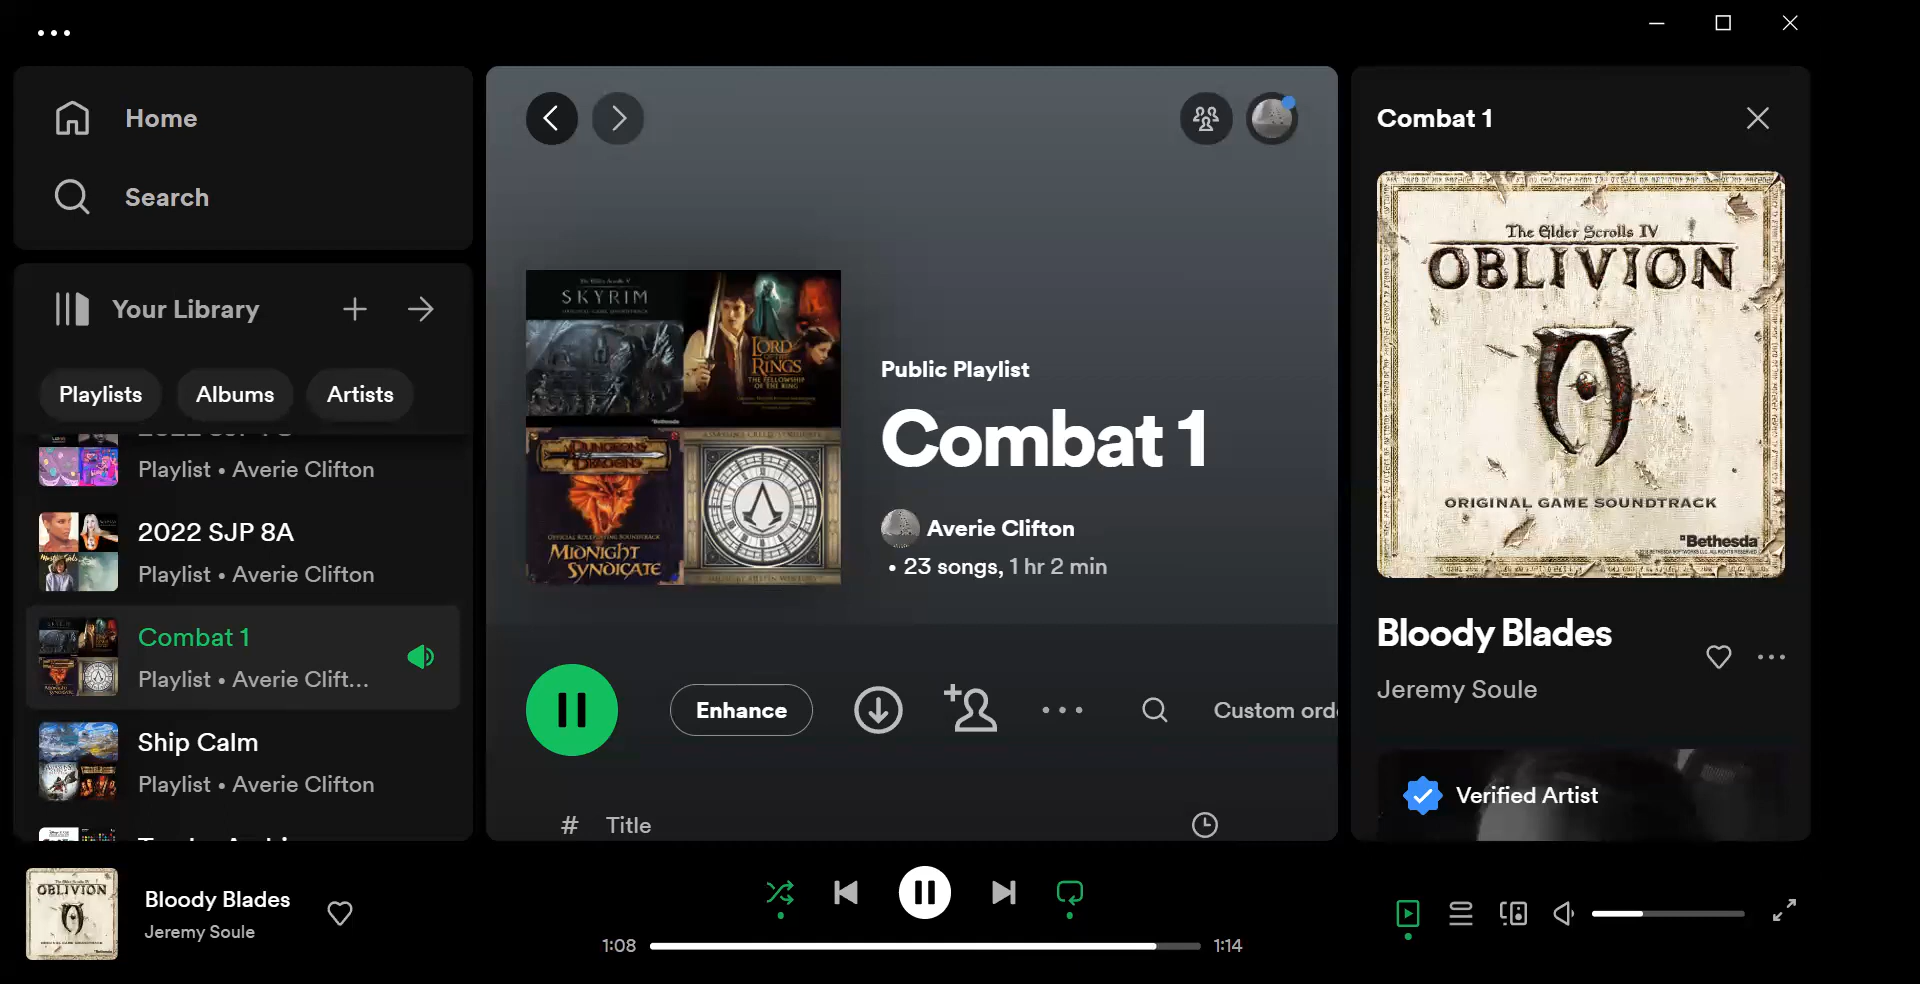 Home
Search
Your Library
Playlists
Albums
Artists
Playlist • Averie Clifton
2022 SJP 8A
Playlist • Averie Clifton
Combat 1
Playlist • Averie Clift...
Ship Calm
Playlist • Averie Clifton
SKYRIM
LORD
OF THE
RINGS
THE FELLOWSHIP
OF THE RING
DUNGEONS
DRAGONS
MIDNIGHT
SYNDICATE
Public Playlist
Combat 1
Averie Clifton
• 23 songs, 1 hr 2 min
Enhance
Custom orde
# Title
Combat 1
The Elder Scrolls IV
OBLIVION
ORIGINAL GAME SOUNDTRACK
Bethesda
Bloody Blades
Jeremy Soule
Verified Artist
OBLIVION
Bloody Blades
Jeremy Soule
1:08
1:14